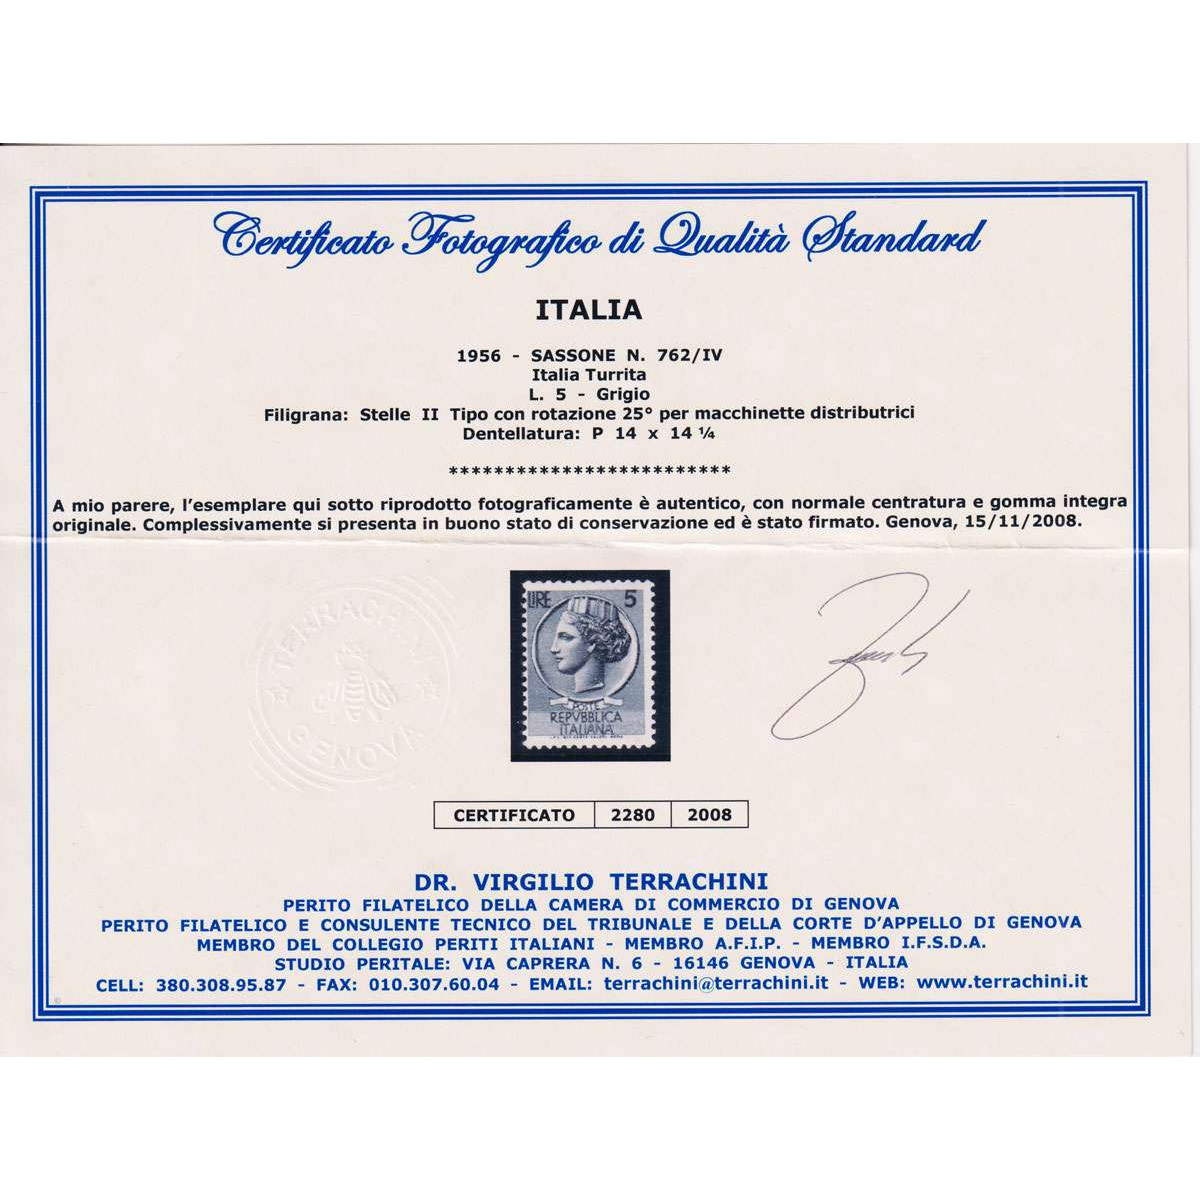 Certificato Fotografico di Qualità Standard
ITALIA
1956 - SASSONE N. 762/IV
Italia Turrita
L. 5 - Grigio
Filigrana: Stelle II Tipo con rotazione 25° per macchinette distributrici
Dentellatura: P 14 x 14 ¼
*************************
A mio parere, l'esemplare qui sotto riprodotto fotograficamente è autentico, con normale centratura e gomma integra
originale. Complessivamente si presenta in buono stato di conservazione ed è stato firmato. Genova, 15/11/2008.
TERRACHINI
GENOVA
LIRE 5
POSTE
REPVBBLICA
ITALIANA
CERTIFICATO 2280 2008
DR. VIRGILIO TERRACHINI
PERITO FILATELICO DELLA CAMERA DI COMMERCIO DI GENOVA
PERITO FILATELICO E CONSULENTE TECNICO DEL TRIBUNALE E DELLA CORTE D'APPELLO DI GENOVA
MEMBRO DEL COLLEGIO PERITI ITALIANI - MEMBRO A.F.I.P. - MEMBRO I.F.S.D.A.
STUDIO PERITALE: VIA CAPRERA N. 6 - 16146 GENOVA - ITALIA
CELL: 380.308.95.87 - FAX: 010.307.60.04 - EMAIL: terrachini@terrachini.it - WEB: www.terrachini.it
©